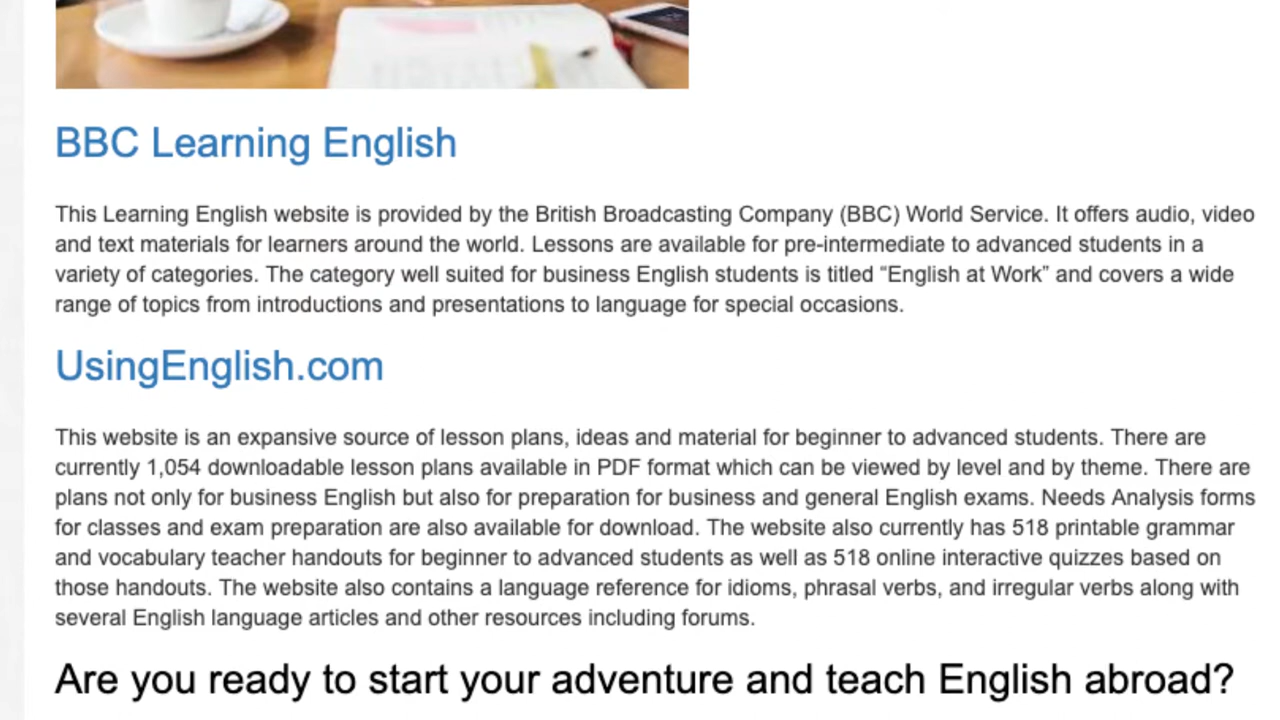 BBC Learning English
This Learning English website is provided by the British Broadcasting Company (BBC) World Service. It offers audio, video
and text materials for learners around the world. Lessons are available for pre-intermediate to advanced students in a
variety of categories. The category well suited for business English students is titled “English at Work” and covers a wide
range of topics from introductions and presentations to language for special occasions.
UsingEnglish.com
This website is an expansive source of lesson plans, ideas and material for beginner to advanced students. There are
currently 1,054 downloadable lesson plans available in PDF format which can be viewed by level and by theme. There are
plans not only for business English but also for preparation for business and general English exams. Needs Analysis forms
for classes and exam preparation are also available for download. The website also currently has 518 printable grammar
and vocabulary teacher handouts for beginner to advanced students as well as 518 online interactive quizzes based on
those handouts. The website also contains a language reference for idioms, phrasal verbs, and irregular verbs along with
several English language articles and other resources including forums.
Are you ready to start your adventure and teach English abroad?